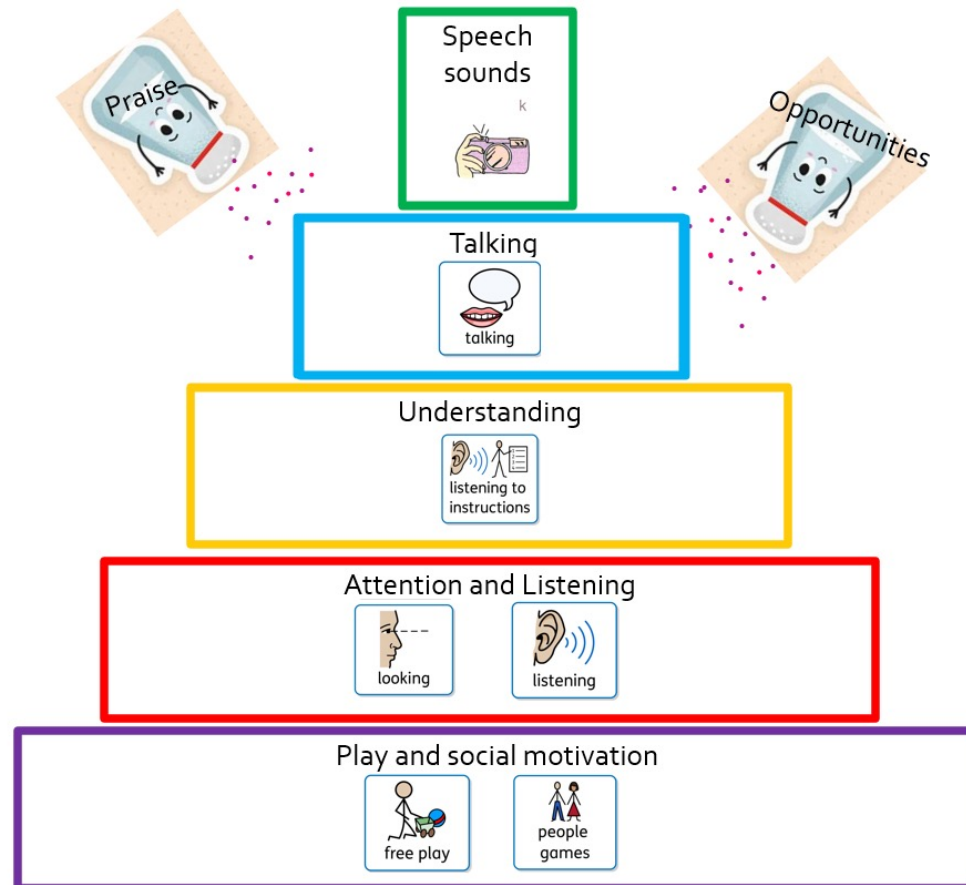 Speech
sounds
k
Praise
Opportunities
Talking
talking
Understanding
listening to
instructions
Attention and Listening
looking
listening
Play and social motivation
free play
people
games